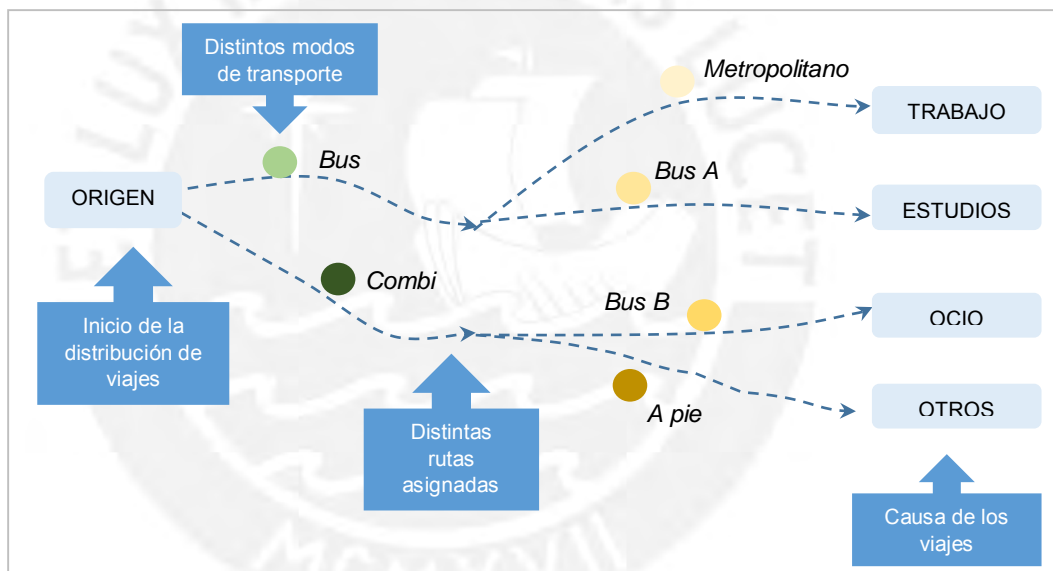 Distintos modos
de transporte
Metropolitano
TRABAJO
Bus
Bus A
ORIGEN
ESTUDIOS
Combi
Bus B
OCIO
Inicio de la
distribución de
viajes
A pie
OTROS
Distintas
rutas
asignadas
Causa de los
viajes